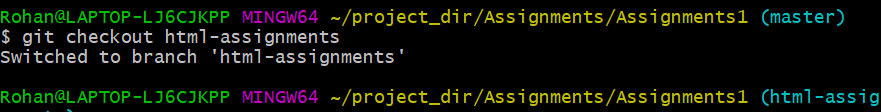 Rohan@LAPTOP-LJ6CJKPP MINGW64 ~/project_dir/Assignments/Assignments1 (master)
$ git checkout html-assignments
Switched to branch 'html-assignments'
Rohan@LAPTOP-LJ6CJKPP MINGW64 ~/project_dir/Assignments/Assignments1 (html-assig